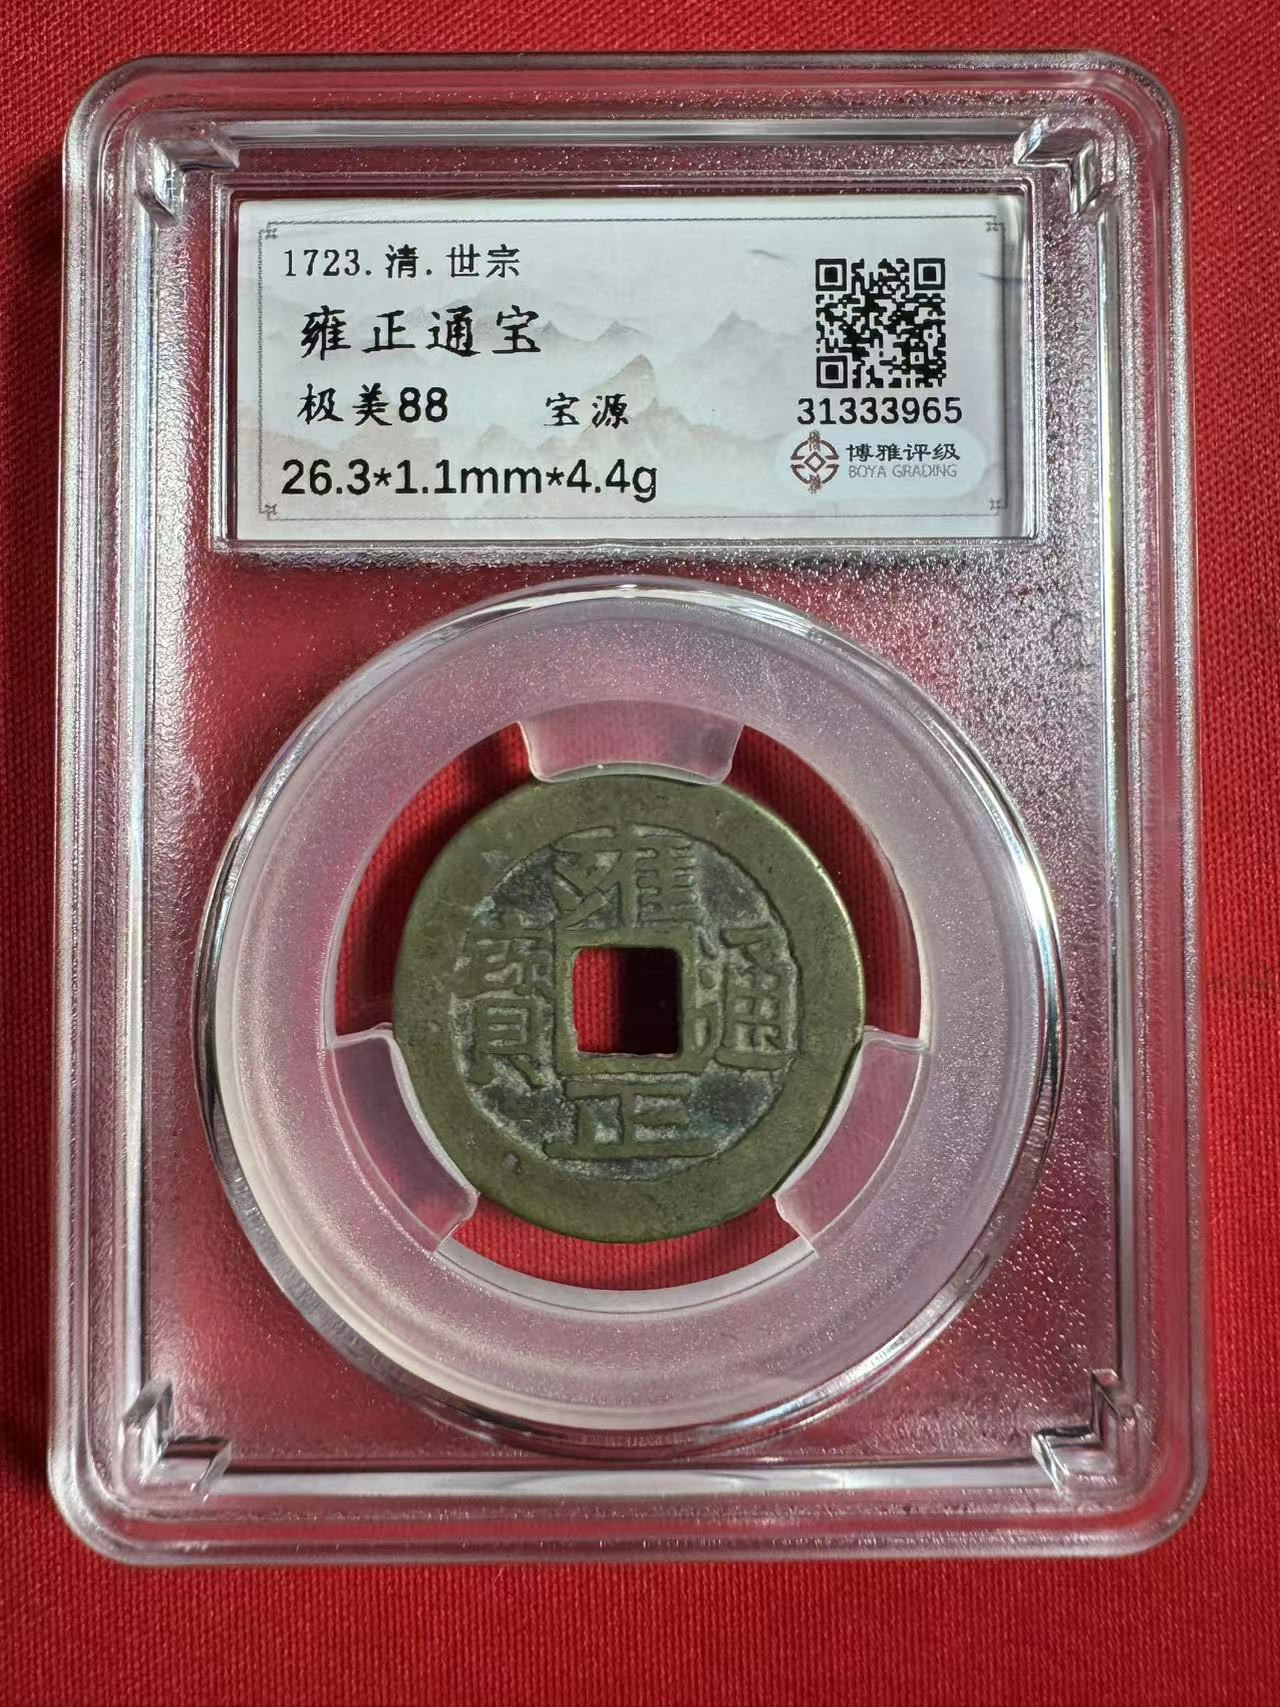 1723.清.世宗
雍正通宝
极美88 宝源
26.3*1.1mm*4.4g
31333965
博雅评级
BOYA GRADING
雍
寶 通
正